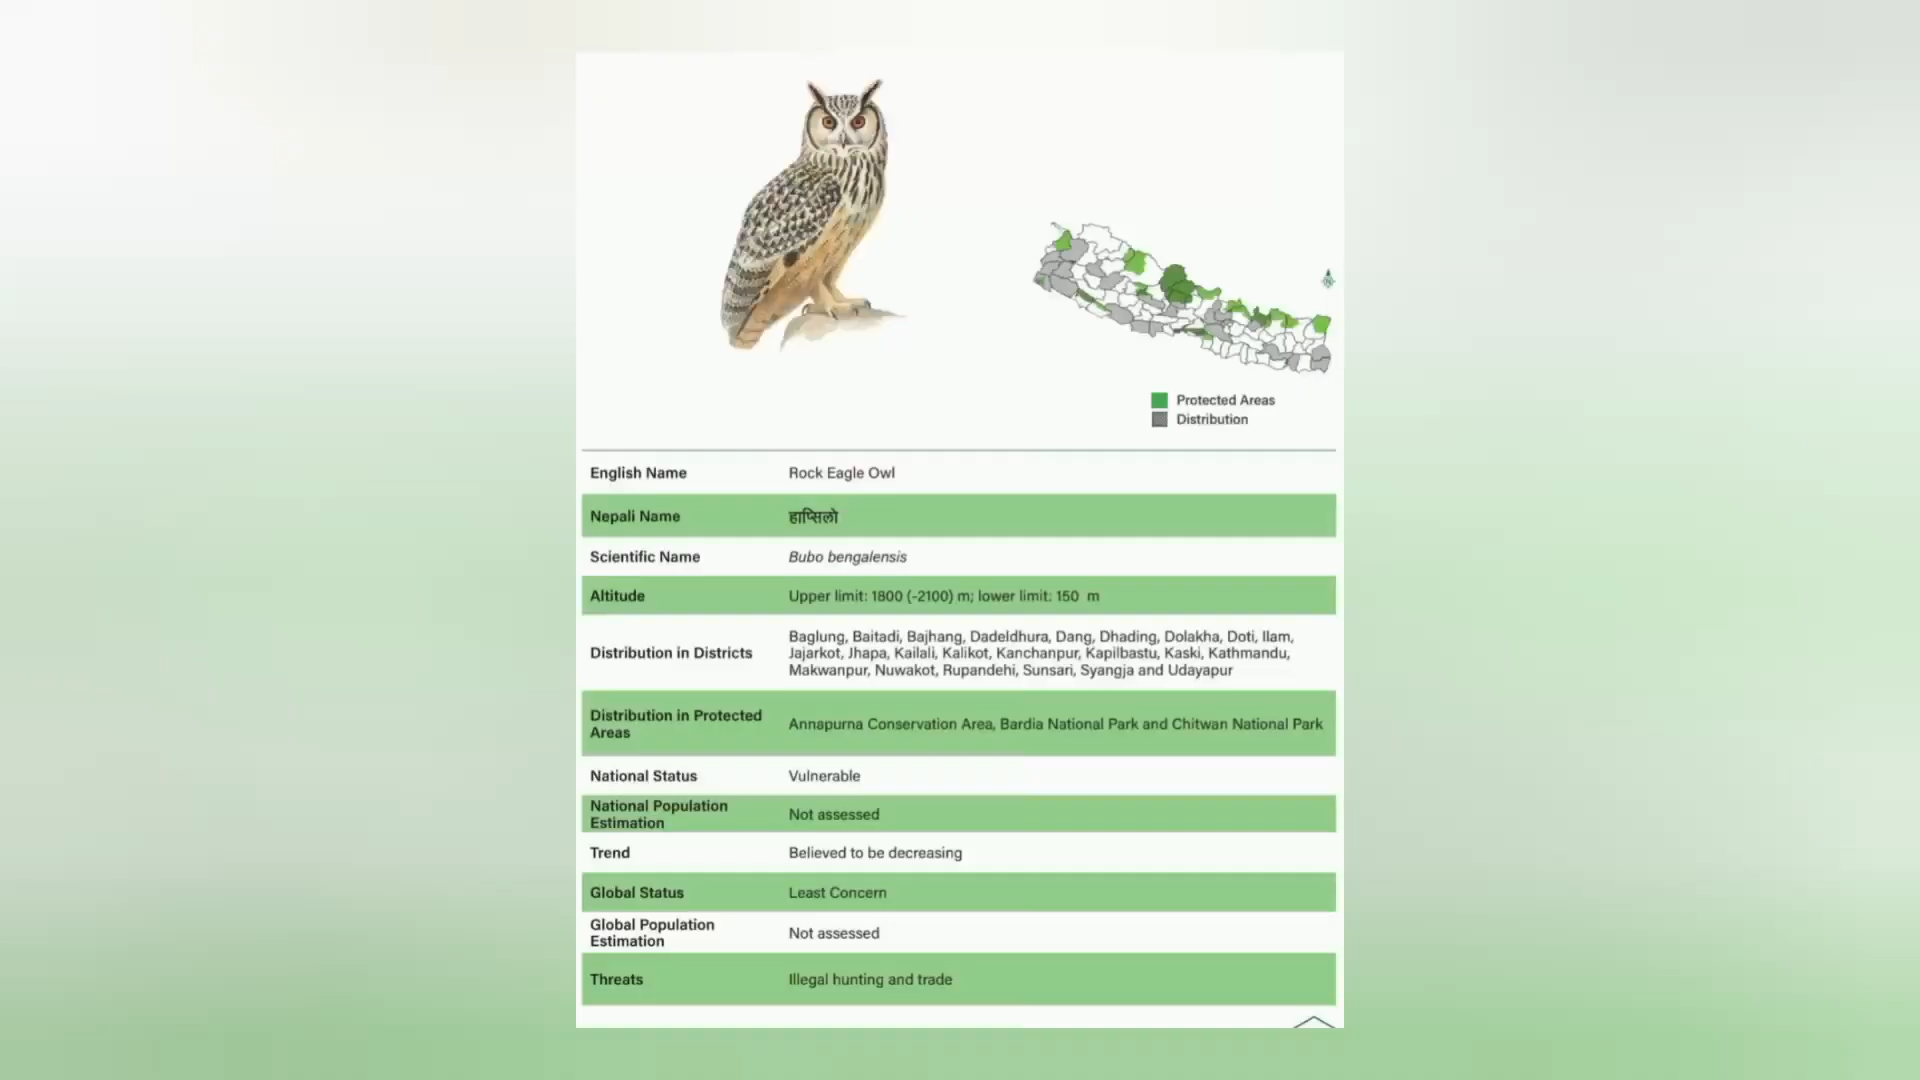 Protected Areas
Distribution
English Name Rock Eagle Owl
Nepali Name हाप्सिलो
Scientific Name Bubo bengalensis
Altitude Upper limit: 1800 (-2100) m; lower limit: 150 m
Distribution in Districts
Baglung, Baitadi, Bajhang, Dadeldhura, Dang, Dhading, Dolakha, Doti, Ilam,
Jajarkot, Jhapa, Kailali, Kalikot, Kanchanpur, Kapilbastu, Kaski, Kathmandu,
Makwanpur, Nuwakot, Rupandehi, Sunsari, Syangja and Udayapur
Distribution in Protected
Areas
Annapurna Conservation Area, Bardia National Park and Chitwan National Park
National Status Vulnerable
National Population
Estimation
Not assessed
Trend Believed to be decreasing
Global Status Least Concern
Global Population
Estimation
Not assessed
Threats Illegal hunting and trade